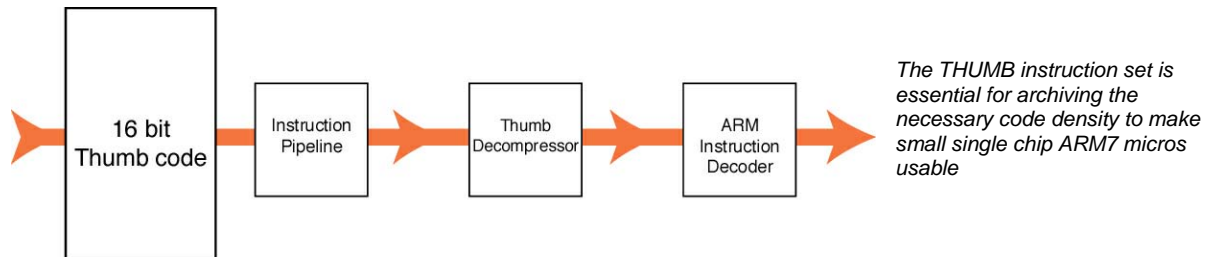 16 bit
Thumb code
Instruction
Pipeline
Thumb
Decompressor
ARM
Instruction
Decoder
The THUMB instruction set is
essential for archiving the
necessary code density to make
small single chip ARM7 micros
usable